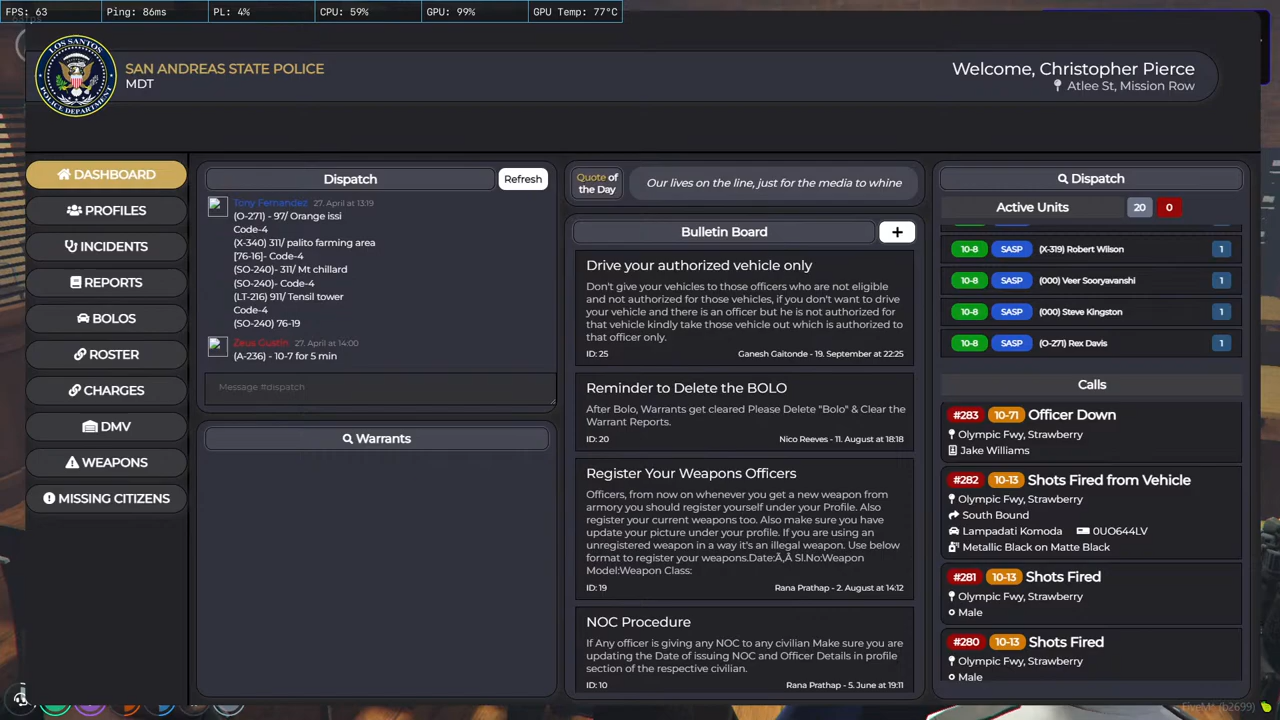 FPS: 63
Ping: 86ms
PL: 4%
CPU: 59%
GPU: 99%
GPU Temp: 77°C
LOS SANTOS
POLICE DEPARTMENT
SAN ANDREAS STATE POLICE
MDT
Welcome, Christopher Pierce
Atlee St, Mission Row
DASHBOARD
PROFILES
INCIDENTS
REPORTS
BOLOS
ROSTER
CHARGES
DMV
WEAPONS
MISSING CITIZENS
Dispatch
Refresh
Tony Fernandez 27. April at 13:19
(O-271) - 97/ Orange issi
Code-4
(X-340) 311/ palito farming area
[76-16]- Code-4
(SO-240)- 311/ Mt chillard
(SO-240)- Code-4
(LT-216) 911/ Tensil tower
Code-4
(SO-240) 76-19
Zeus Gustin 27. April at 14:00
(A-236) - 10-7 for 5 min
Message #dispatch
Warrants
Quote of
the Day
Our lives on the line, just for the media to whine
Bulletin Board
+
Drive your authorized vehicle only
Don't give your vehicles to those officers who are not eligible
and not authorized for those vehicles, if you don't want to drive
your vehicle and there is an officer but he is not authorized for
that vehicle kindly take those vehicle out which is authorized to
that officer only.
ID: 25
Ganesh Gaitonde - 19. September at 22:25
Reminder to Delete the BOLO
After Bolo, Warrants get cleared Please Delete "Bolo" & Clear the
Warrant Reports.
ID: 20
Nico Reeves - 11. August at 18:18
Register Your Weapons Officers
Officers, from now on whenever you get a new weapon from
armory you should register yourself under your Profile. Also
register your current weapons too. Also make sure you have
update your picture under your profile. If you are using an
unregistered weapon in a way it's an illegal weapon. Use below
format to register your weapons.Date:Ã,Â Sl.No:Weapon
Model:Weapon Class:
ID: 19
Rana Prathap - 2. August at 14:12
NOC Procedure
If Any officer is giving any NOC to any civilian Make sure you are
updating the Date of issuing NOC and Officer Details in profile
section of the respective civilian.
ID: 10
Rana Prathap - 5. June at 19:11
Dispatch
Active Units 20 0
10-8 SASP (X-319) Robert Wilson 1
10-8 SASP (000) Veer Sooryavanshi 1
10-8 SASP (000) Steve Kingston 1
10-8 SASP (O-271) Rex Davis 1
Calls
#283 10-71 Officer Down
Olympic Fwy, Strawberry
Jake Williams
#282 10-13 Shots Fired from Vehicle
Olympic Fwy, Strawberry
South Bound
Lampadati Komoda 0UO644LV
Metallic Black on Matte Black
#281 10-13 Shots Fired
Olympic Fwy, Strawberry
Male
#280 10-13 Shots Fired
Olympic Fwy, Strawberry
Male
FiveM® (b2699)